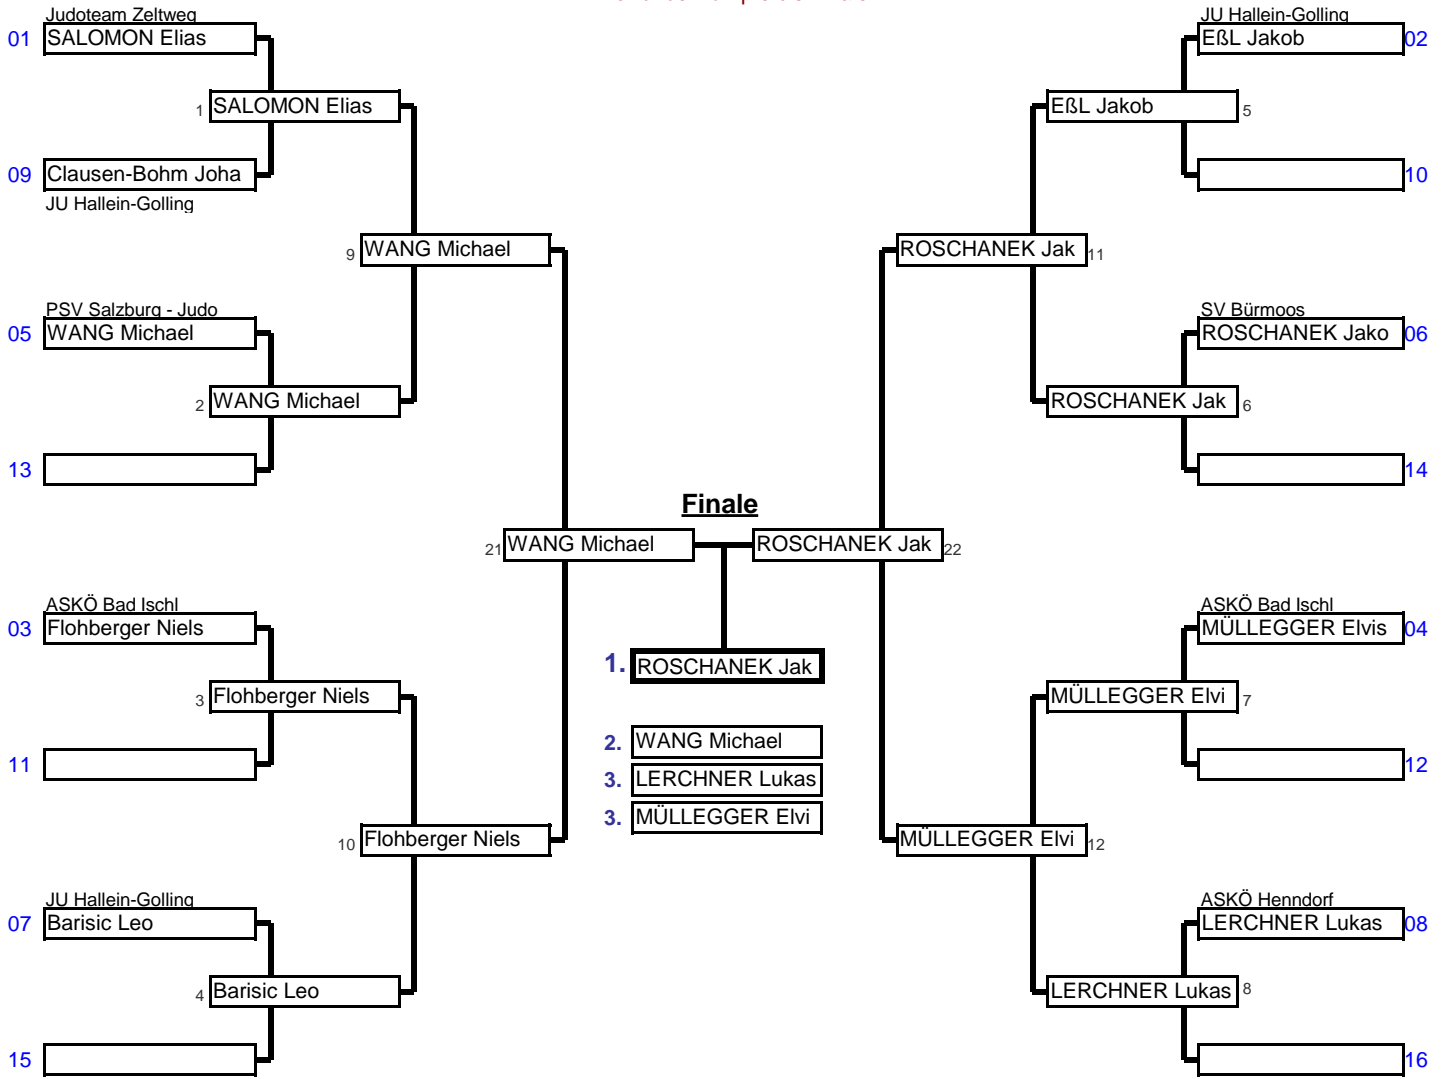 Judoteam Zeltweg
01 SALOMON Elias
1 SALOMON Elias
09 Clausen-Bohm Joha
JU Hallein-Golling
9 WANG Michael
PSV Salzburg - Judo
05 WANG Michael
2 WANG Michael
13
21 WANG Michael
ASKÖ Bad Ischl
03 Flohberger Niels
3 Flohberger Niels
11
10 Flohberger Niels
JU Hallein-Golling
07 Barisic Leo
4 Barisic Leo
15
Finale
1. ROSCHANEK Jak
2. WANG Michael
3. LERCHNER Lukas
3. MÜLLEGGER Elvi
JU Hallein-Golling
EßL Jakob 02
EßL Jakob 5
10
ROSCHANEK Jak 11
SV Bürmoos
ROSCHANEK Jako 06
ROSCHANEK Jak 6
14
ROSCHANEK Jak 22
ASKÖ Bad Ischl
MÜLLEGGER Elvis 04
MÜLLEGGER Elvi 7
12
MÜLLEGGER Elvi 12
ASKÖ Henndorf
LERCHNER Lukas 08
LERCHNER Lukas 8
16